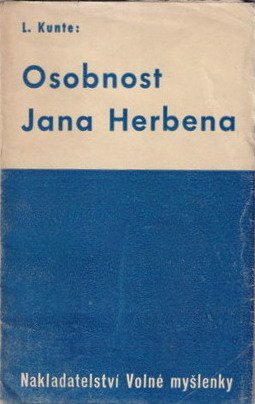 L. Kunte:
Osobnost
Jana Herbena
Nakladatelství Volné myšlenky